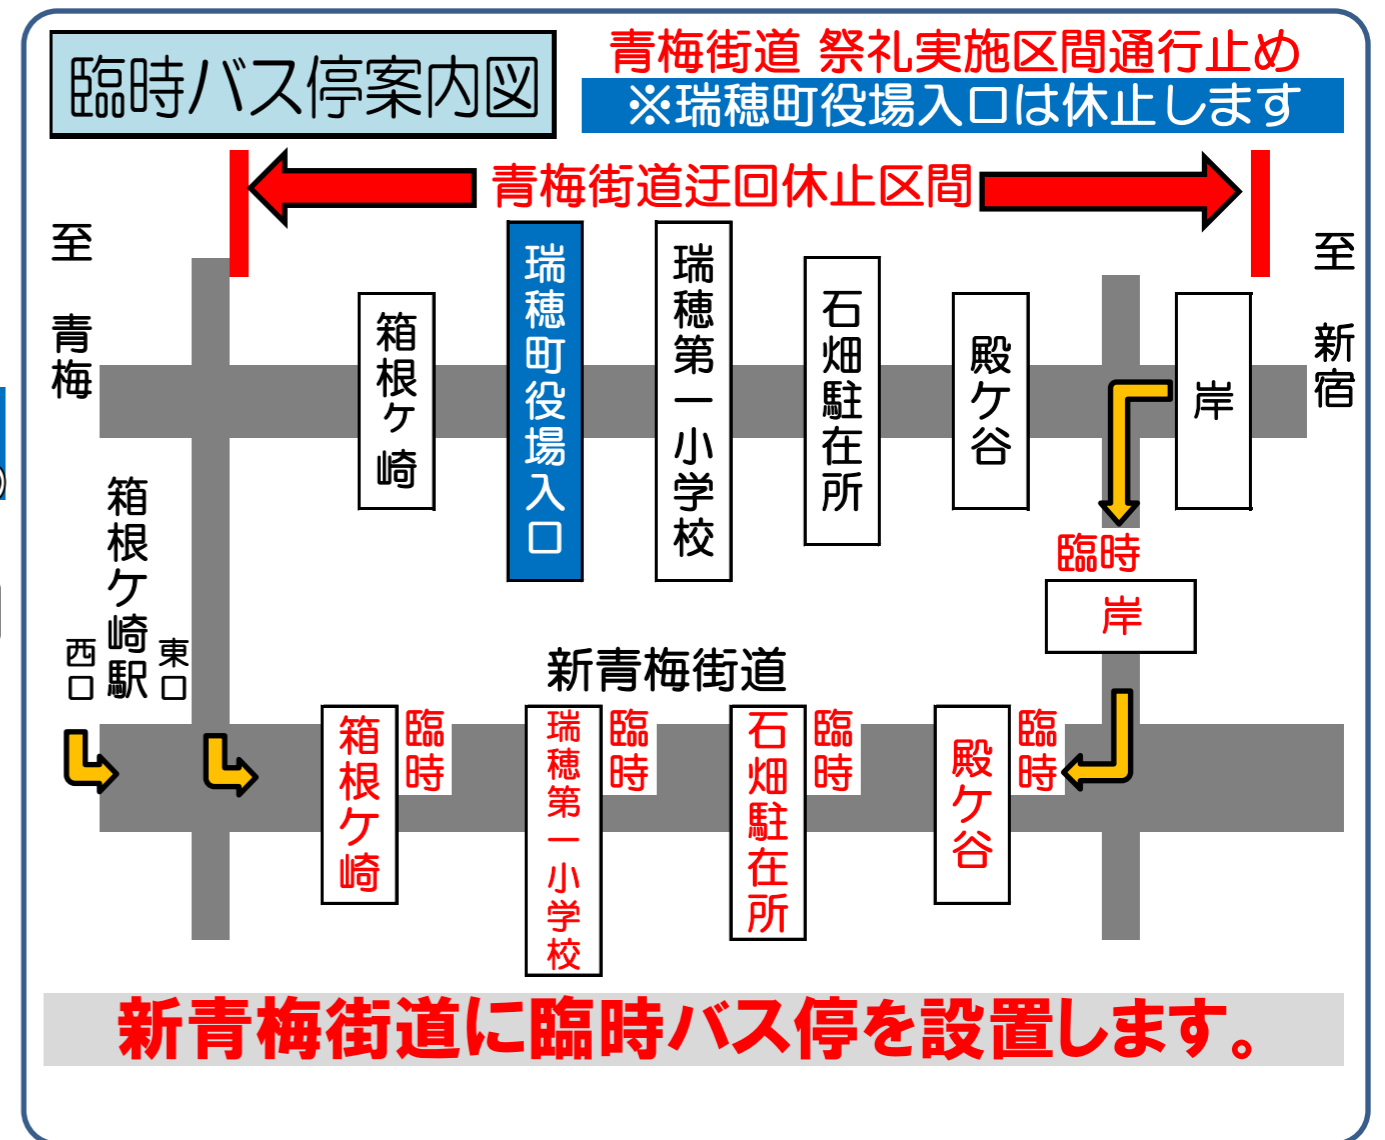 臨時バス停案内図
青梅街道 祭礼実施区間通行止め
※瑞穂町役場入口は休止します
青梅街道迂回休止区間
至 青梅
至 新宿
箱根ケ崎
瑞穂町役場入口
瑞穂第一小学校
石畑駐在所
殿ケ谷
岸
臨時
岸
箱根ケ崎駅
西口
東口
新青梅街道
箱根ケ崎
臨時
瑞穂第一小学校
臨時
石畑駐在所
臨時
殿ケ谷
臨時
新青梅街道に臨時バス停を設置します。